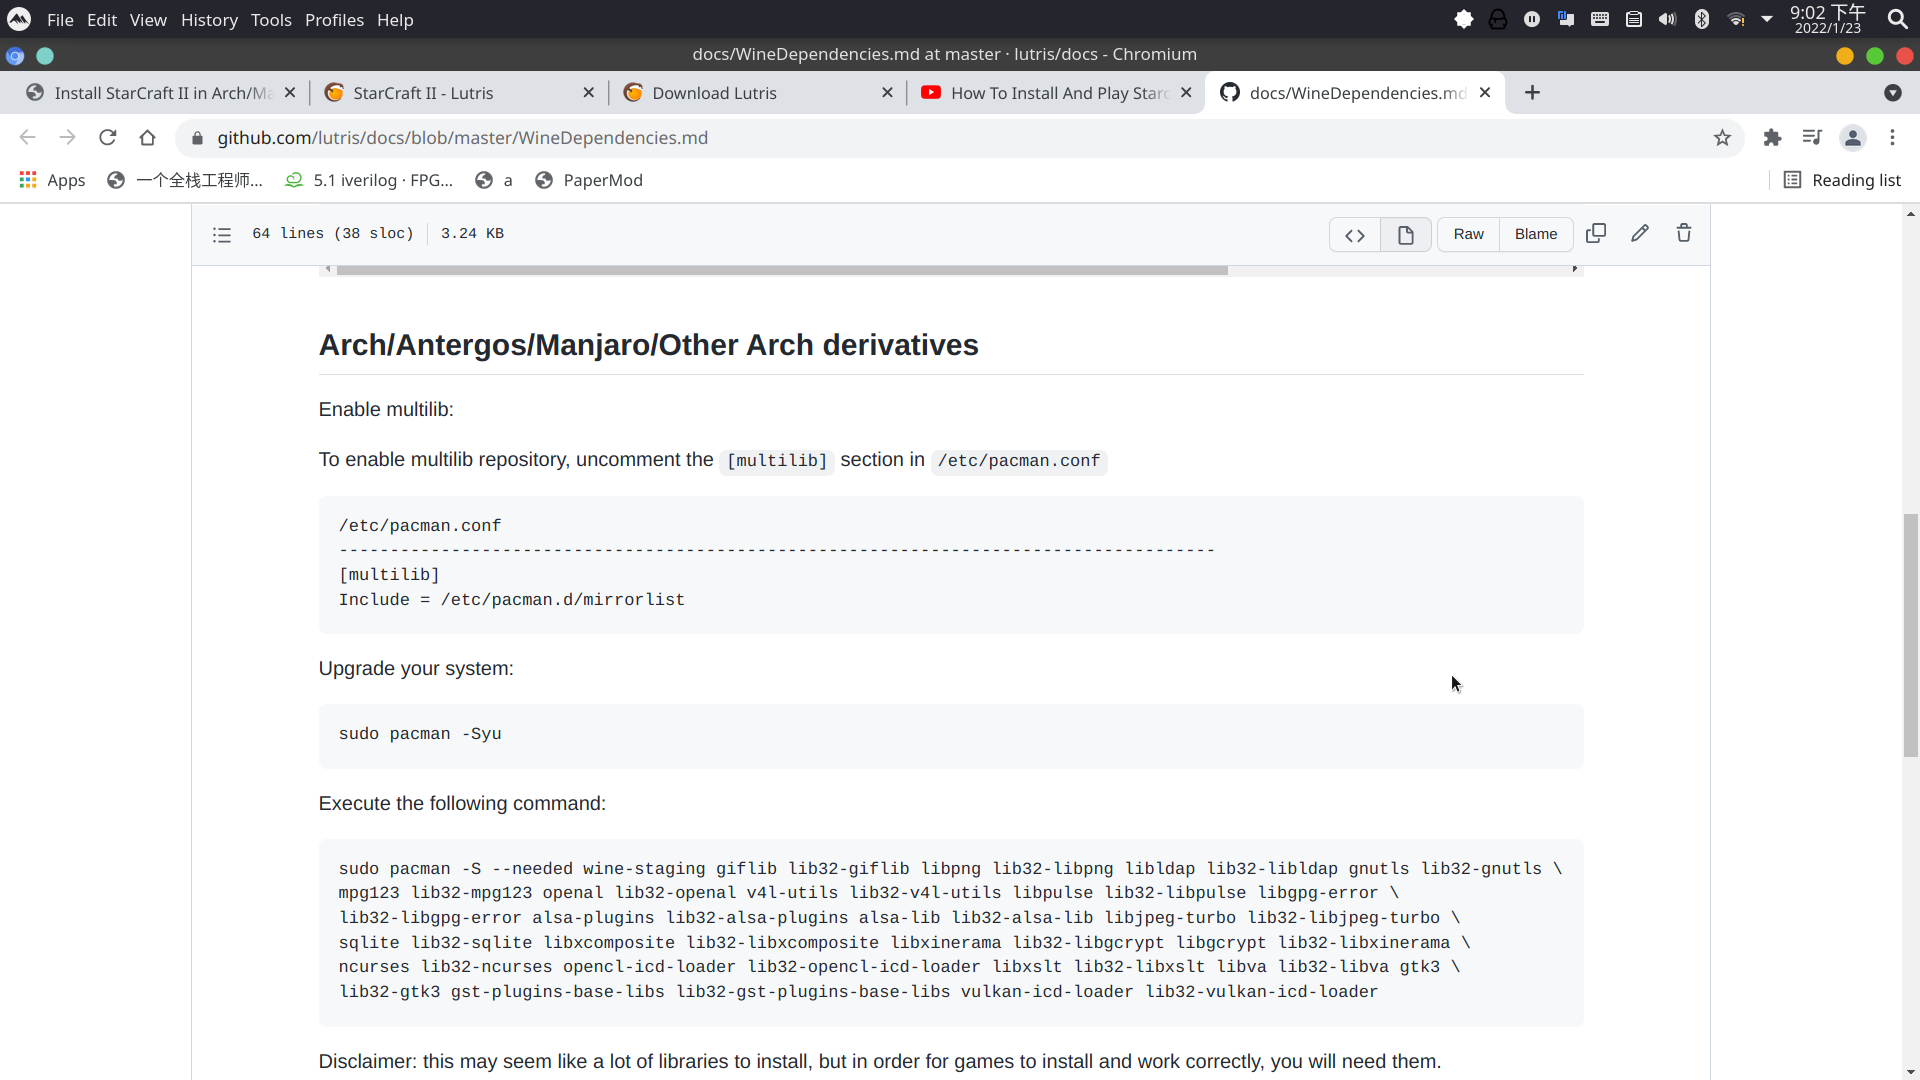 File Edit View History Tools Profiles Help
9:02 下午
2022/1/23
docs/WineDependencies.md at master · lutris/docs - Chromium
Install StarCraft II in Arch/Ma
StarCraft II - Lutris
Download Lutris
How To Install And Play Starc
docs/WineDependencies.md
github.com/lutris/docs/blob/master/WineDependencies.md
Apps 一个全栈工程师... 5.1 iverilog · FPG... a PaperMod Reading list
64 lines (38 sloc) 3.24 KB Raw Blame
Arch/Antergos/Manjaro/Other Arch derivatives
Enable multilib:
To enable multilib repository, uncomment the [multilib] section in /etc/pacman.conf
/etc/pacman.conf
--------------------------------------------------------------------------------------
[multilib]
Include = /etc/pacman.d/mirrorlist
Upgrade your system:
sudo pacman -Syu
Execute the following command:
sudo pacman -S --needed wine-staging giflib lib32-giflib libpng lib32-libpng libldap lib32-libldap gnutls lib32-gnutls \
mpg123 lib32-mpg123 openal lib32-openal v4l-utils lib32-v4l-utils libpulse lib32-libpulse libgpg-error \
lib32-libgpg-error alsa-plugins lib32-alsa-plugins alsa-lib lib32-alsa-lib libjpeg-turbo lib32-libjpeg-turbo \
sqlite lib32-sqlite libxcomposite lib32-libxcomposite libxinerama lib32-libgcrypt libgcrypt lib32-libxinerama \
ncurses lib32-ncurses opencl-icd-loader lib32-opencl-icd-loader libxslt lib32-libxslt libva lib32-libva gtk3 \
lib32-gtk3 gst-plugins-base-libs lib32-gst-plugins-base-libs vulkan-icd-loader lib32-vulkan-icd-loader
Disclaimer: this may seem like a lot of libraries to install, but in order for games to install and work correctly, you will need them.